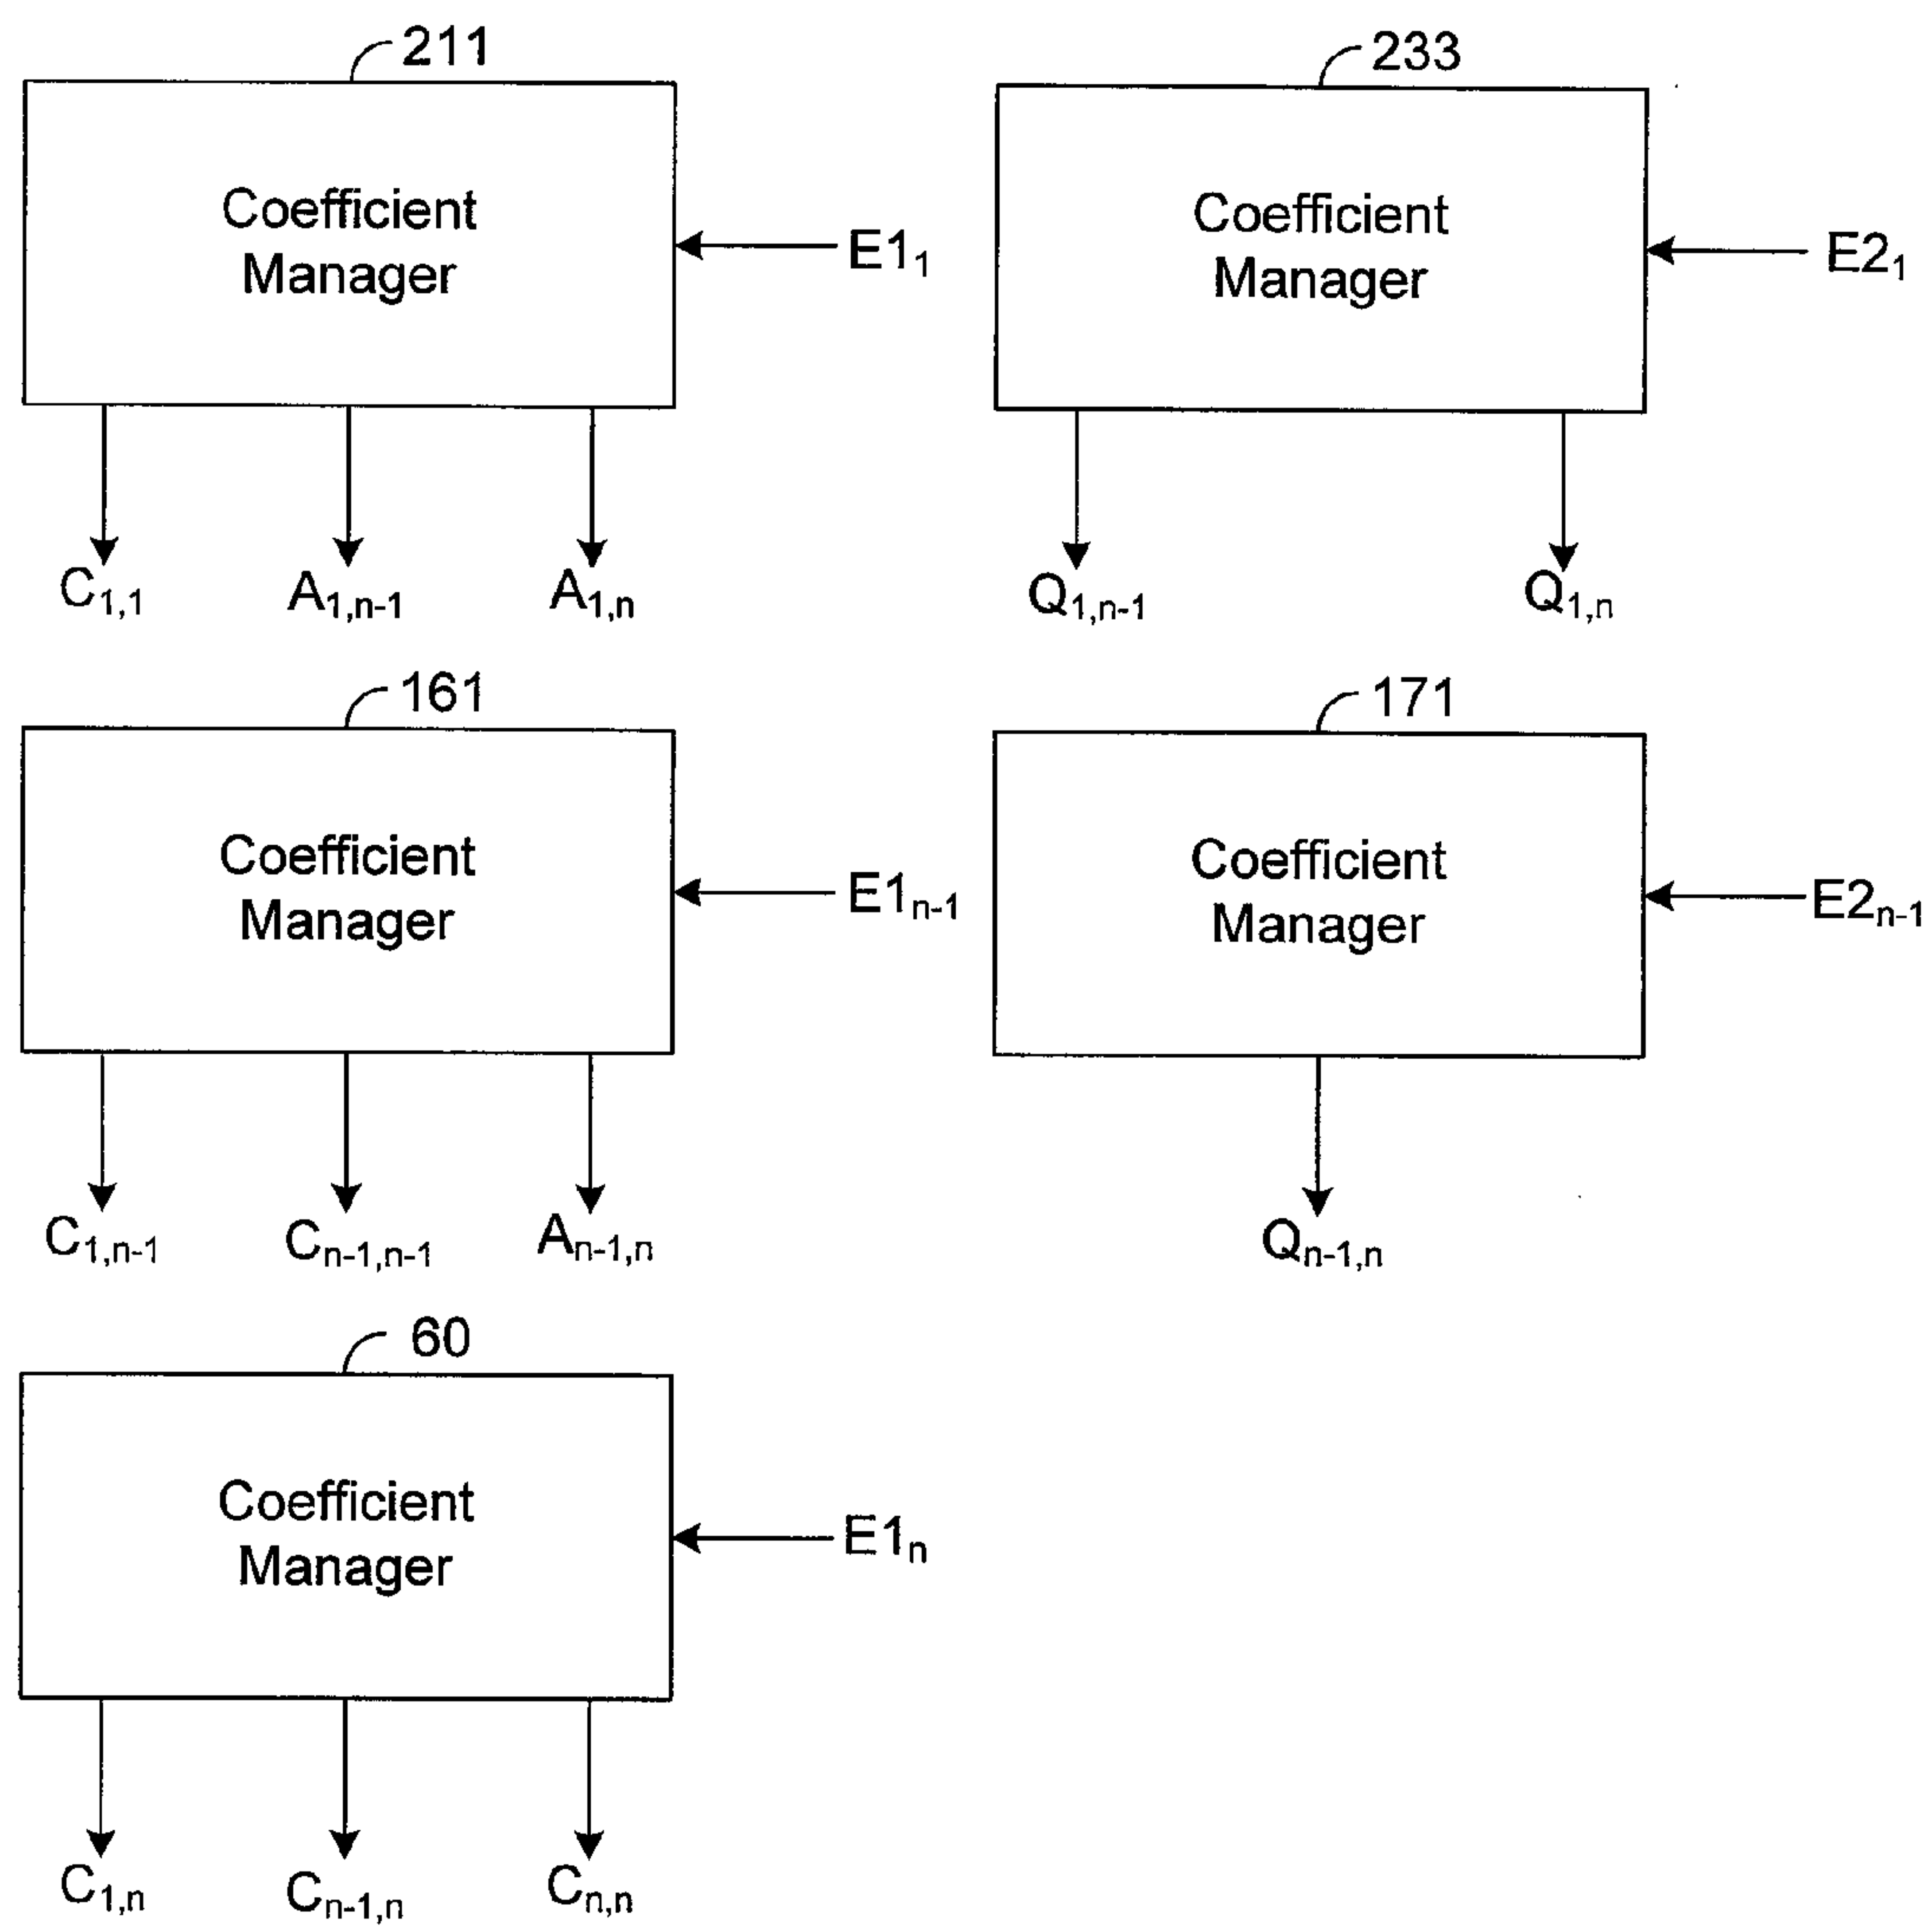 211
233
Coefficient
Manager
E1₁
Coefficient
Manager
E2₁
C₁,₁
A₁,ₙ₋₁
A₁,ₙ
Q₁,ₙ₋₁
Q₁,ₙ
161
171
Coefficient
Manager
E1ₙ₋₁
Coefficient
Manager
E2ₙ₋₁
C₁,ₙ₋₁
Cₙ₋₁,ₙ₋₁
Aₙ₋₁,ₙ
Qₙ₋₁,ₙ
60
Coefficient
Manager
E1ₙ
C₁,ₙ
Cₙ₋₁,ₙ
Cₙ,ₙ